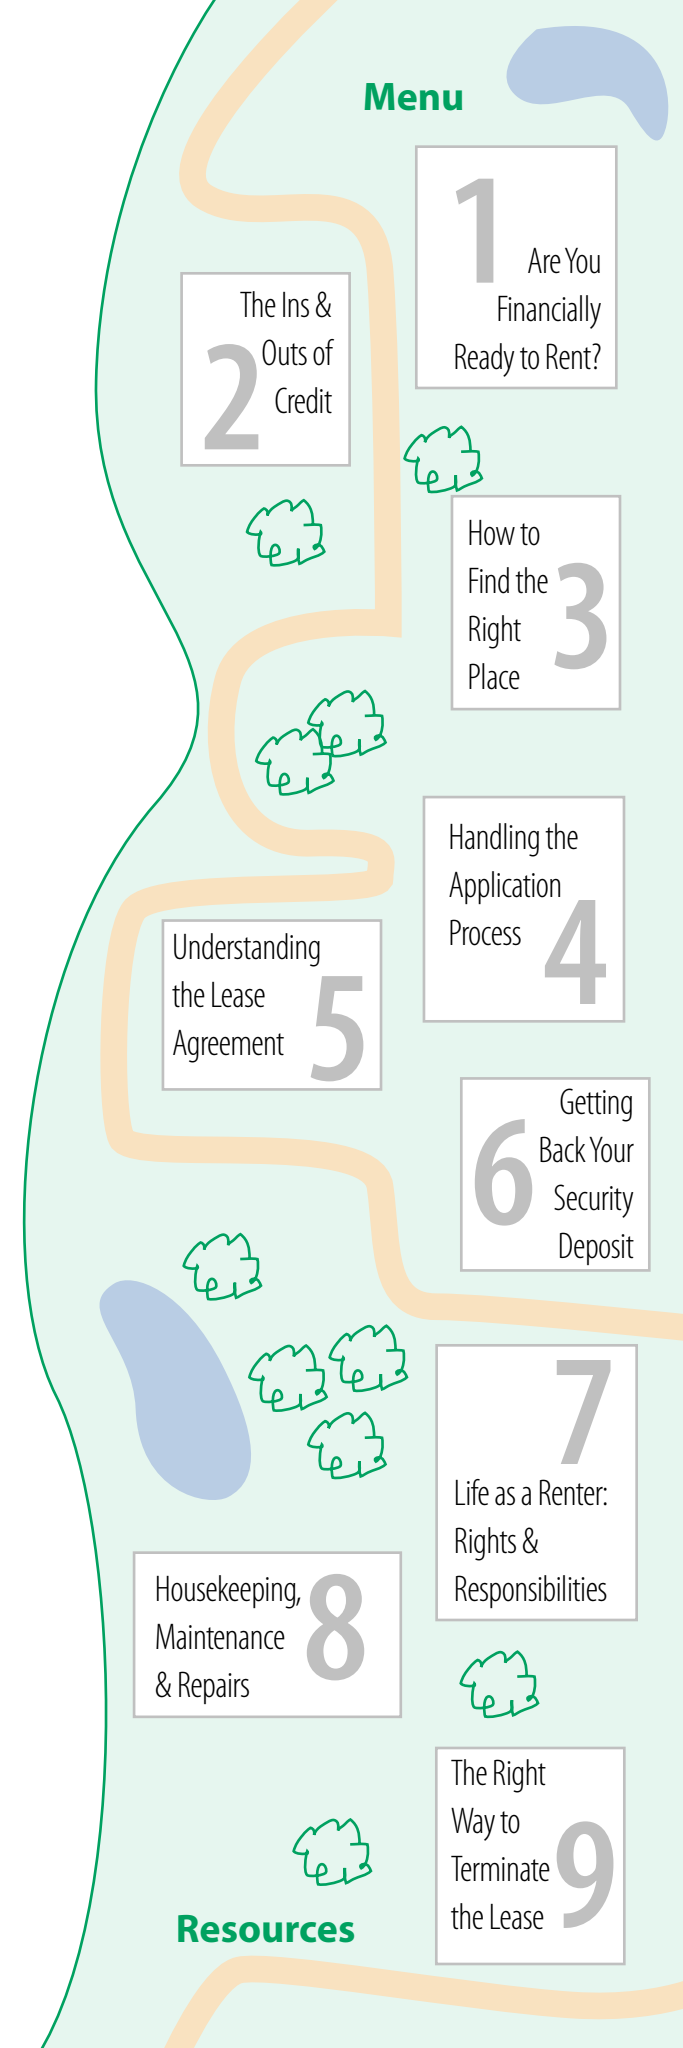 Menu
1
Are You
Financially
Ready to Rent?
2
The Ins &
Outs of
Credit
How to
Find the
Right
Place
3
Handling the
Application
Process
4
Understanding
the Lease
Agreement
5
6
Getting
Back Your
Security
Deposit
7
Life as a Renter:
Rights &
Responsibilities
Housekeeping,
Maintenance
& Repairs
8
The Right
Way to
Terminate
the Lease
9
Resources